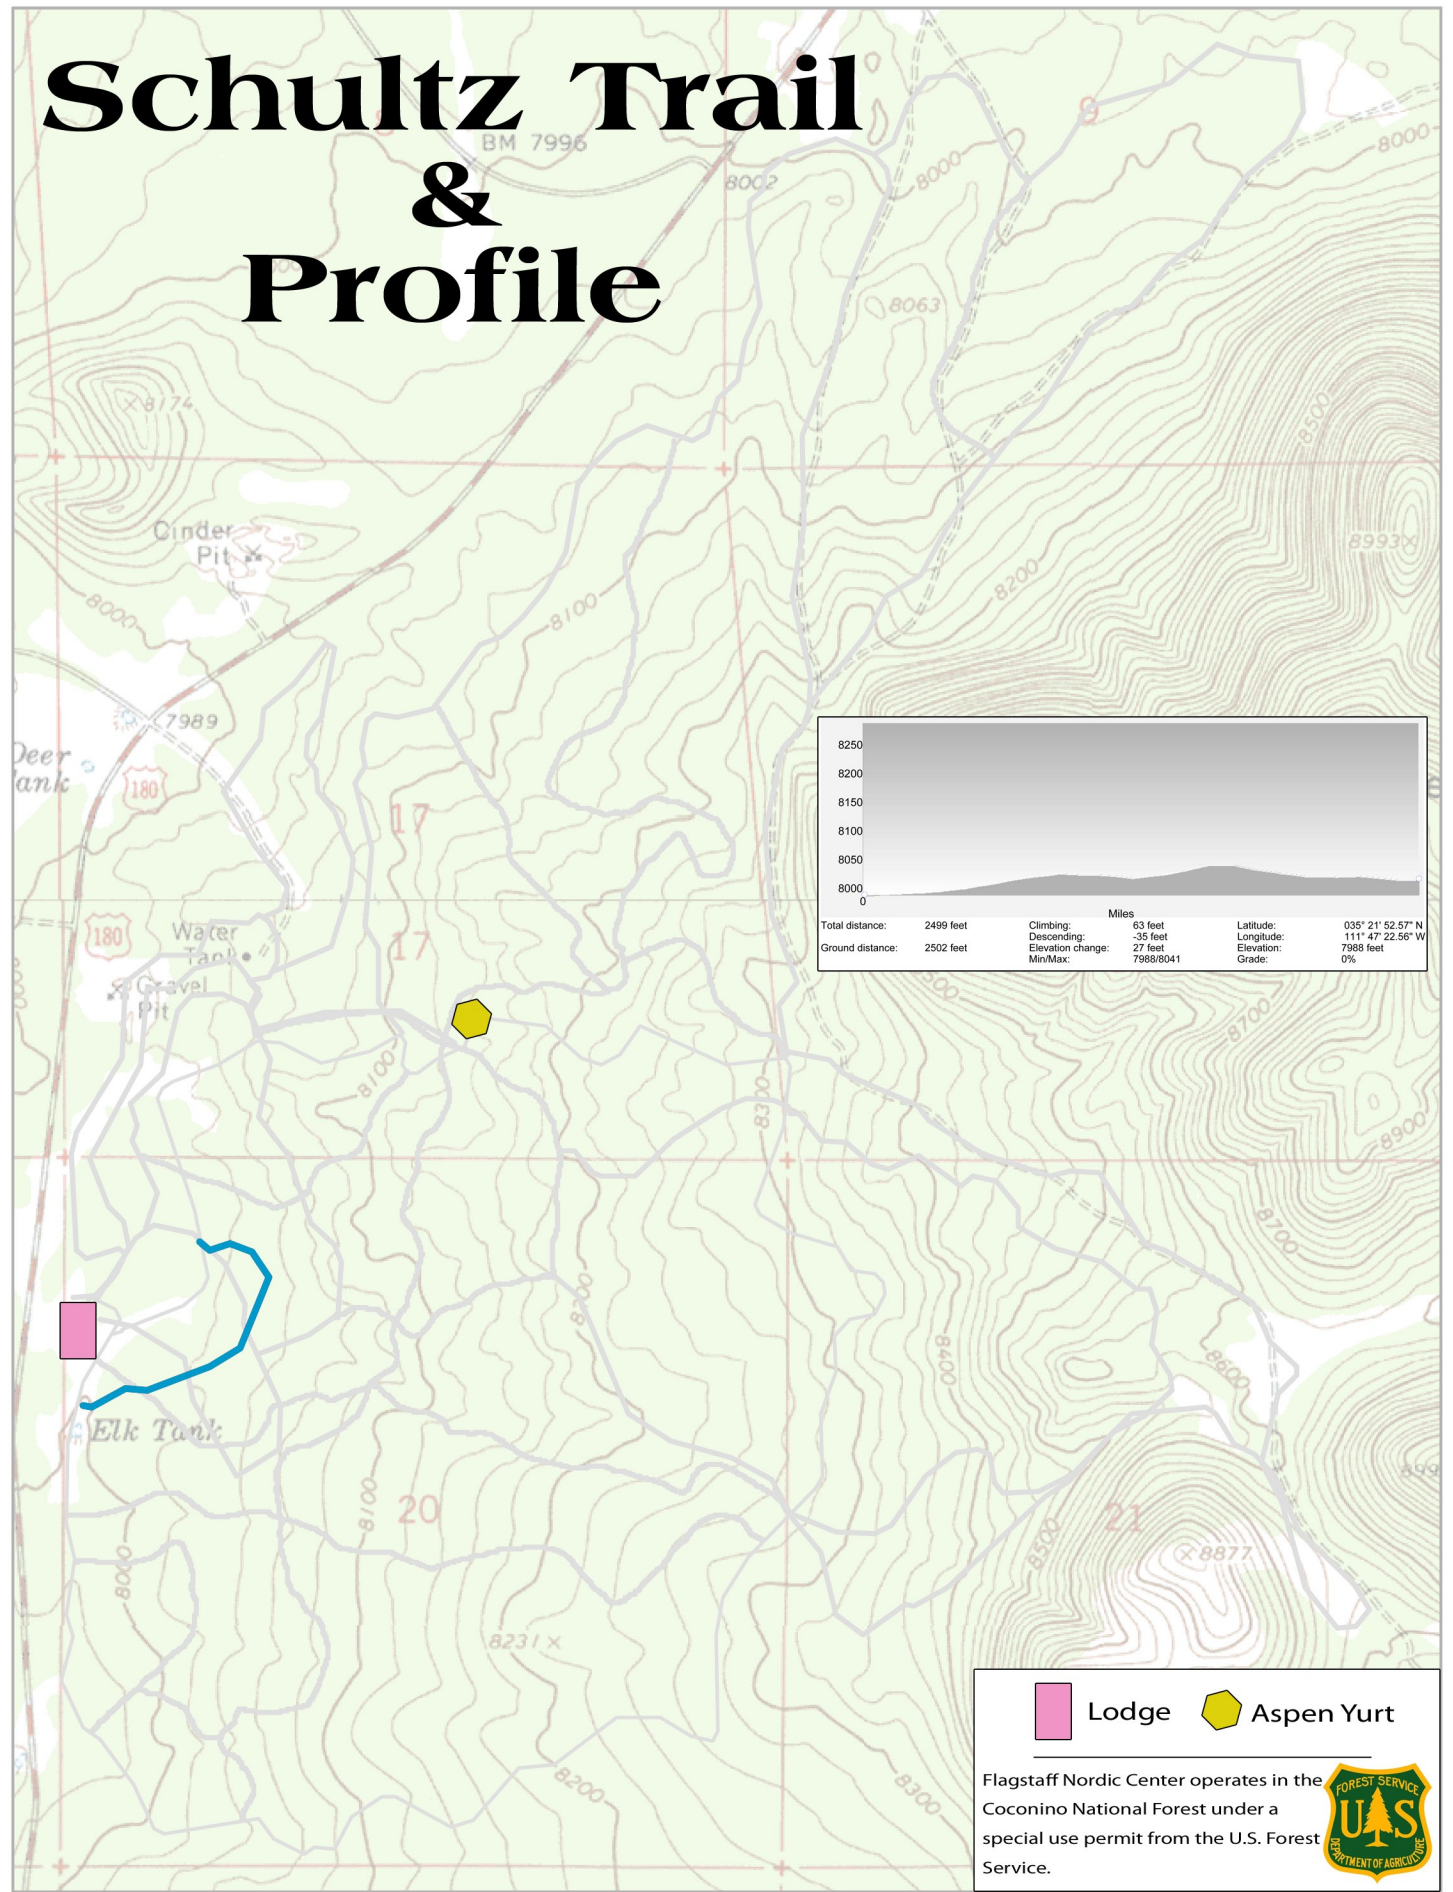 Schultz Trail
&
Profile
8
BM 7996
8002
9
8000
8000
8063
8174
8500
Cinder
Pit
8993
8200
8000
8100
7989
Deer
Tank
180
17
8250
8200
8150
8100
8050
8000
0
Miles
Total distance: 2499 feet Climbing: 63 feet Latitude: 035° 21' 52.57" N
Descending: -35 feet Longitude: 111° 47' 22.56" W
Ground distance: 2502 feet Elevation change: 27 feet Elevation: 7988 feet
Min/Max: 7988/8041 Grade: 0%
180
Water
Tank
17
Gravel
Pit
8700
8100
8300
8900
8700
8200
8400
8600
Elk Tank
8100
20
21
8500
8877
8000
8231
8200
8300
Lodge
Aspen Yurt
Flagstaff Nordic Center operates in the
Coconino National Forest under a
special use permit from the U.S. Forest
Service.
FOREST SERVICE
U S
DEPARTMENT OF AGRICULTURE